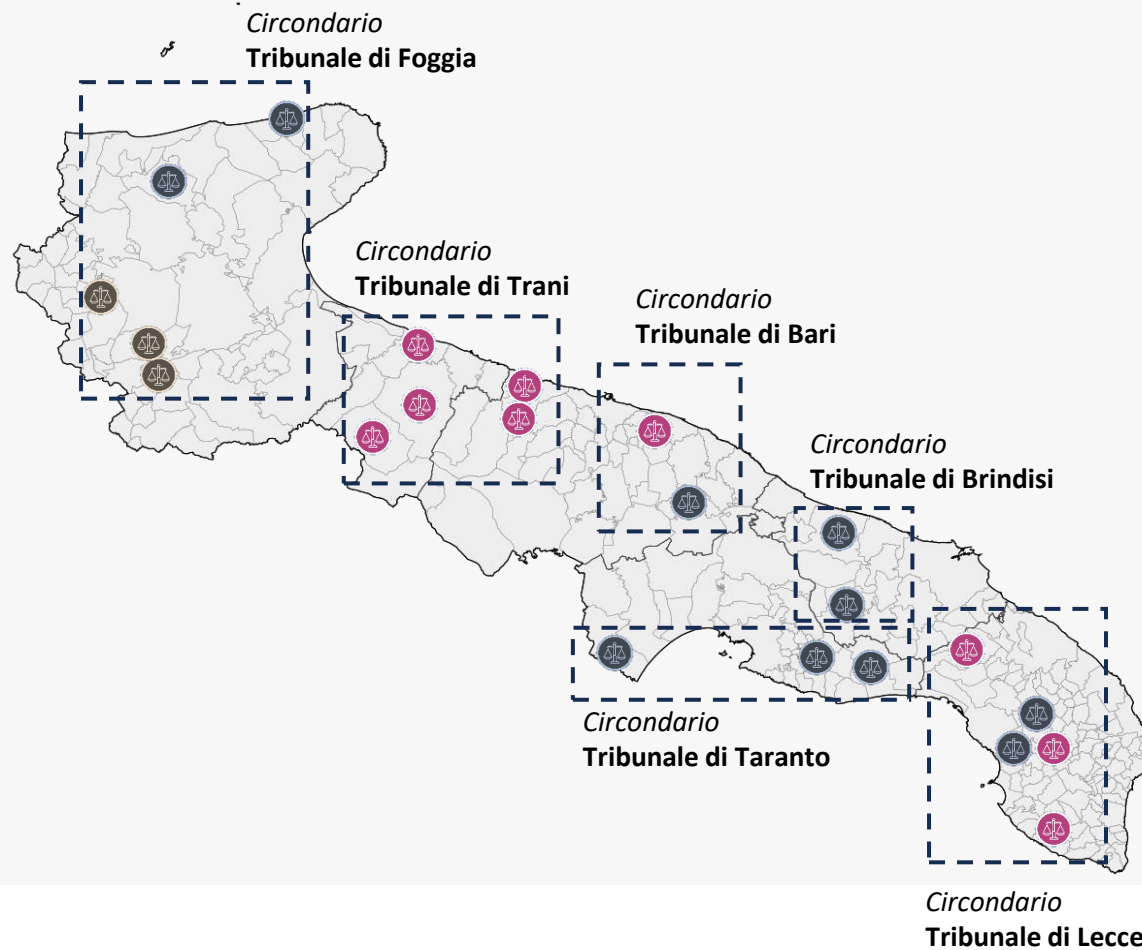 Circondario
Tribunale di Foggia
Circondario
Tribunale di Trani
Circondario
Tribunale di Bari
Circondario
Tribunale di Brindisi
Circondario
Tribunale di Taranto
Circondario
Tribunale di Lecce